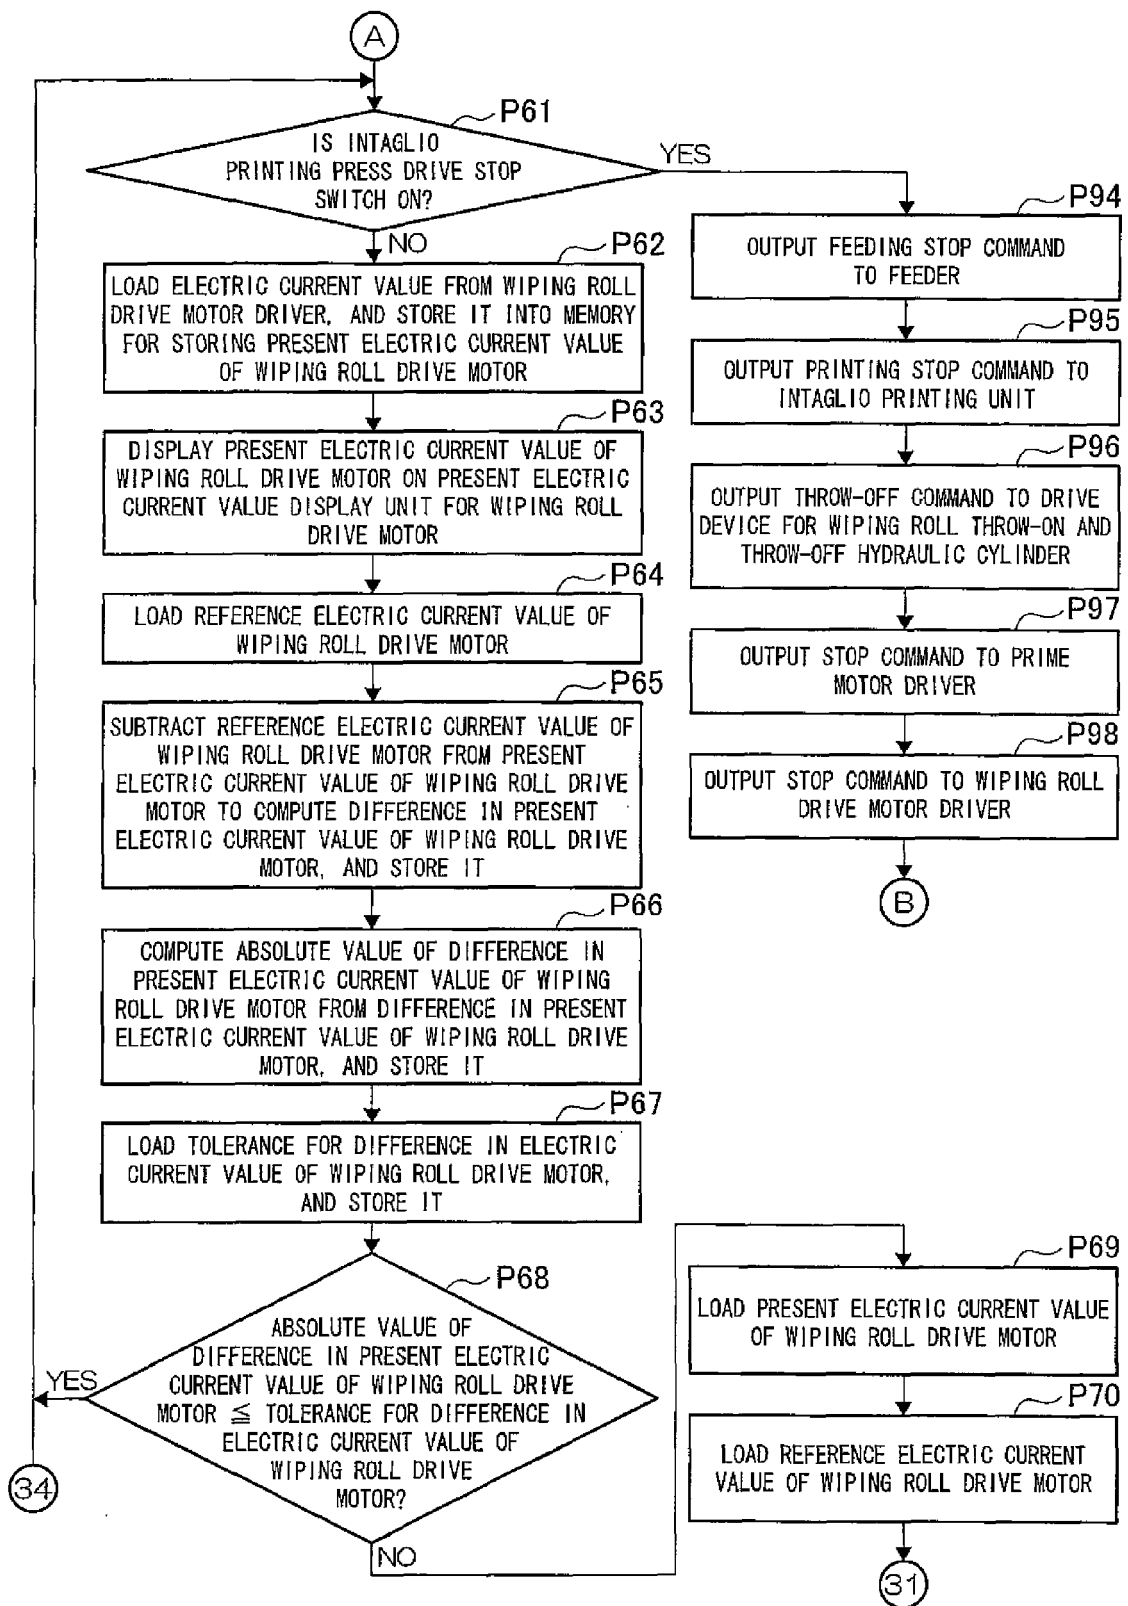 A
P61
IS INTAGLIO
PRINTING PRESS DRIVE STOP
SWITCH ON?
YES
NO
P62
LOAD ELECTRIC CURRENT VALUE FROM WIPING ROLL
DRIVE MOTOR DRIVER, AND STORE IT INTO MEMORY
FOR STORING PRESENT ELECTRIC CURRENT VALUE
OF WIPING ROLL DRIVE MOTOR
P63
DISPLAY PRESENT ELECTRIC CURRENT VALUE OF
WIPING ROLL DRIVE MOTOR ON PRESENT ELECTRIC
CURRENT VALUE DISPLAY UNIT FOR WIPING ROLL
DRIVE MOTOR
P64
LOAD REFERENCE ELECTRIC CURRENT VALUE OF
WIPING ROLL DRIVE MOTOR
P65
SUBTRACT REFERENCE ELECTRIC CURRENT VALUE OF
WIPING ROLL DRIVE MOTOR FROM PRESENT
ELECTRIC CURRENT VALUE OF WIPING ROLL DRIVE
MOTOR TO COMPUTE DIFFERENCE IN PRESENT
ELECTRIC CURRENT VALUE OF WIPING ROLL DRIVE
MOTOR, AND STORE IT
P66
COMPUTE ABSOLUTE VALUE OF DIFFERENCE IN
PRESENT ELECTRIC CURRENT VALUE OF WIPING
ROLL DRIVE MOTOR FROM DIFFERENCE IN PRESENT
ELECTRIC CURRENT VALUE OF WIPING ROLL DRIVE
MOTOR, AND STORE IT
P67
LOAD TOLERANCE FOR DIFFERENCE IN ELECTRIC
CURRENT VALUE OF WIPING ROLL DRIVE MOTOR,
AND STORE IT
P68
ABSOLUTE VALUE OF
DIFFERENCE IN PRESENT ELECTRIC
CURRENT VALUE OF WIPING ROLL DRIVE
MOTOR ≦ TOLERANCE FOR DIFFERENCE IN
ELECTRIC CURRENT VALUE OF
WIPING ROLL DRIVE
MOTOR?
YES
34
NO
P94
OUTPUT FEEDING STOP COMMAND
TO FEEDER
P95
OUTPUT PRINTING STOP COMMAND TO
INTAGLIO PRINTING UNIT
P96
OUTPUT THROW-OFF COMMAND TO DRIVE
DEVICE FOR WIPING ROLL THROW-ON AND
THROW-OFF HYDRAULIC CYLINDER
P97
OUTPUT STOP COMMAND TO PRIME
MOTOR DRIVER
P98
OUTPUT STOP COMMAND TO WIPING ROLL
DRIVE MOTOR DRIVER
B
P69
LOAD PRESENT ELECTRIC CURRENT VALUE
OF WIPING ROLL DRIVE MOTOR
P70
LOAD REFERENCE ELECTRIC CURRENT
VALUE OF WIPING ROLL DRIVE MOTOR
31